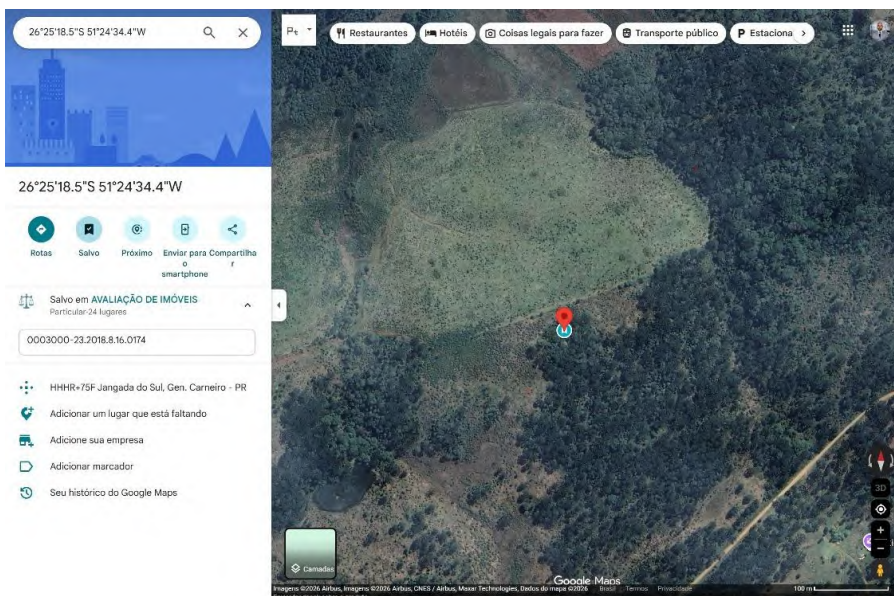 26°25'18.5"S 51°24'34.4"W
Pt
Restaurantes
Hotéis
Coisas legais para fazer
Transporte público
P Estaciona
26°25'18.5"S 51°24'34.4"W
Rotas
Salvo
Próximo
Enviar para
o
smartphone
Compartilha
r
Salvo em AVALIAÇÃO DE IMÓVEIS
Particular·24 lugares
0003000-23.2018.8.16.0174
HHHR+75F Jangada do Sul, Gen. Carneiro - PR
Adicionar um lugar que está faltando
Adicione sua empresa
Adicionar marcador
Seu histórico do Google Maps
3D
Camadas
Google Maps
Imagens ©2026 Airbus, Imagens ©2026 Airbus, CNES / Airbus, Maxar Technologies, Dados do mapa ©2026 Brasil Termos Privacidade 100 m